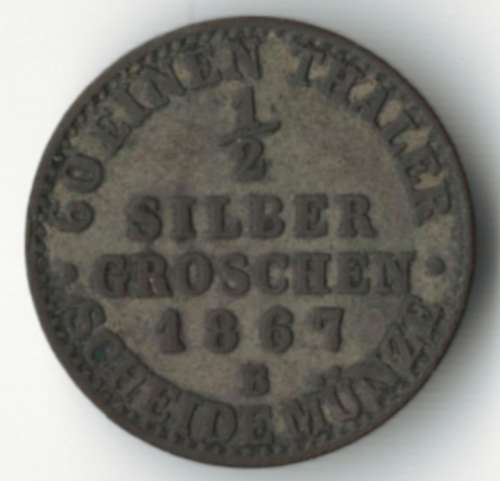 60 EINEN THALER
1/2
SILBER
GROSCHEN
1867
B
SCHEIDEMÜNZE